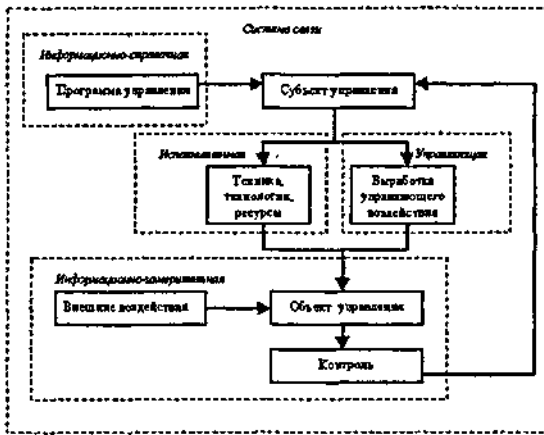 Система связи
Информационно-справочная
Программа управления
Субъект управления
Исполнительная
Управляющая
Техника,
технологии,
ресурсы
Выработка
управляющего
воздействия
Информационно-измерительная
Внешние воздействия
Объект управления
Контроль